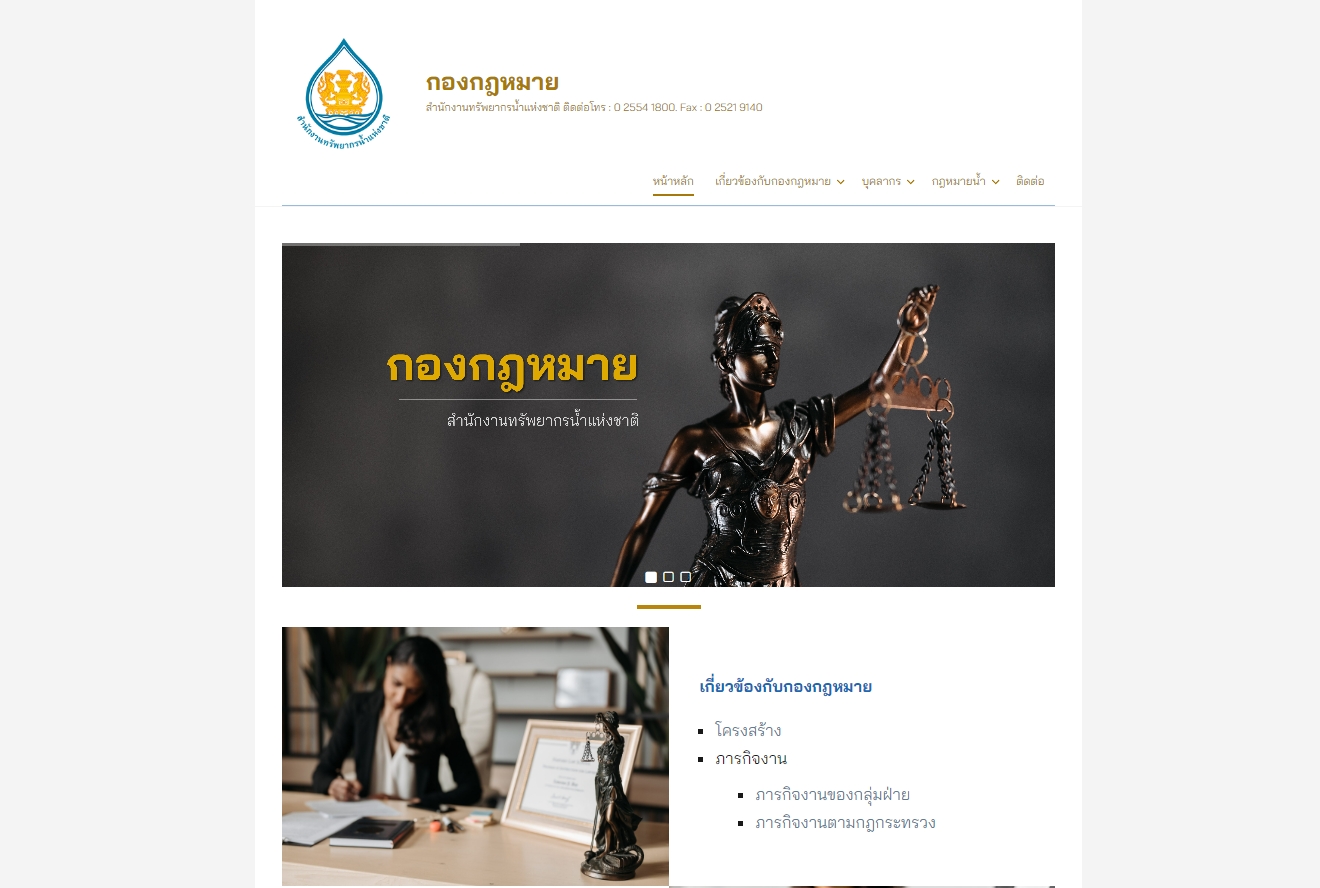 สำนักงานทรัพยากรน้ำแห่งชาติ
กองกฎหมาย
สำนักงานทรัพยากรน้ำแห่งชาติ ติดต่อโทร : 0 2554 1800. Fax : 0 2521 9140
หน้าหลัก เกี่ยวข้องกับกองกฎหมาย บุคลากร กฎหมายน้ำ ติดต่อ
กองกฎหมาย
สำนักงานทรัพยากรน้ำแห่งชาติ
เกี่ยวข้องกับกองกฎหมาย
โครงสร้าง
ภารกิจงาน
ภารกิจงานของกลุ่มฝ่าย
ภารกิจงานตามกฎกระทรวง